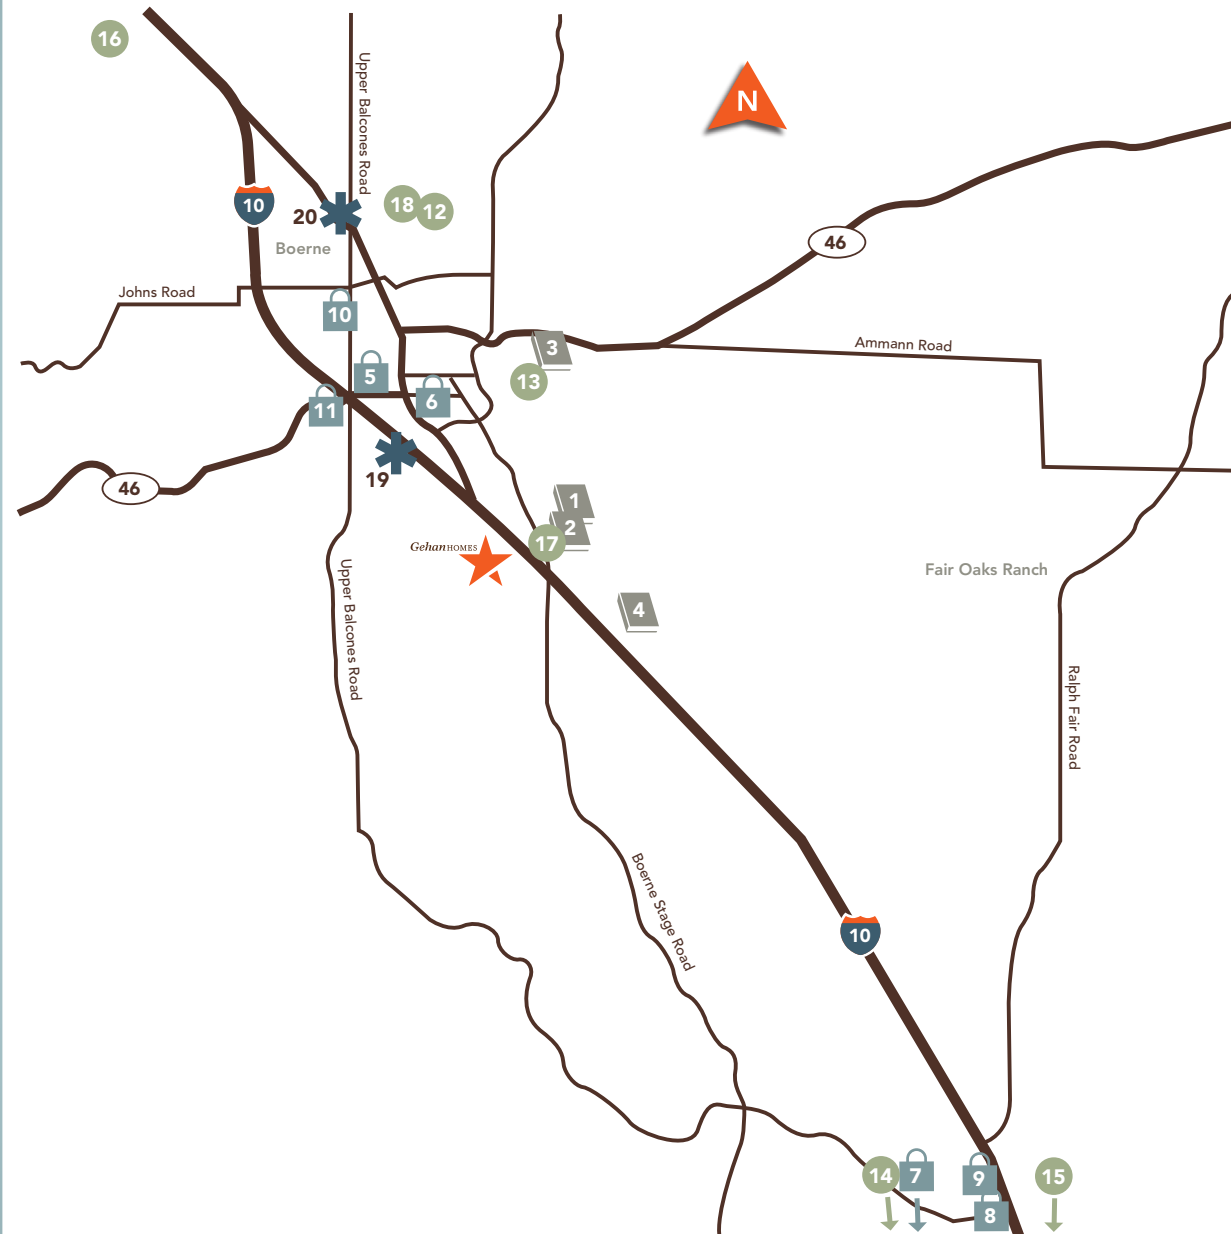 16
Upper Balcones Road
N
10
20
18
12
46
Boerne
Johns Road
10
3
Ammann Road
5
13
6
11
19
46
1
2
17
GehanHOMES
Fair Oaks Ranch
Upper Balcones Road
4
Ralph Fair Road
Boerne Stage Road
10
14
7
9
15
8